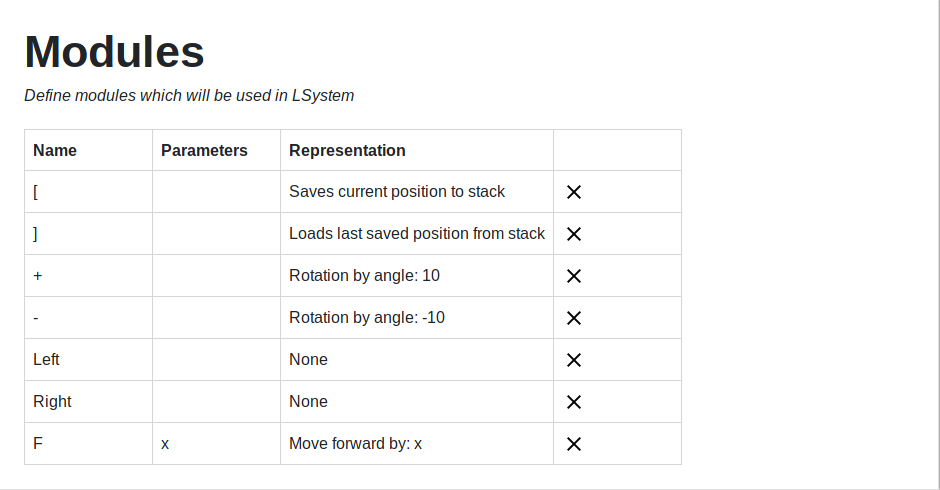 Modules
Define modules which will be used in LSystem
Name Parameters Representation
[ Saves current position to stack
] Loads last saved position from stack
+ Rotation by angle: 10
- Rotation by angle: -10
Left None
Right None
F x Move forward by: x